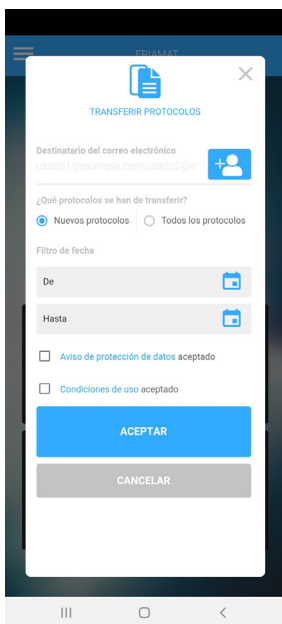 FRIAMAT
TRANSFERIR PROTOCOLOS
Destinatario del correo electrónico
usario1@example.com,usario2@e
¿Qué protocolos se han de transferir?
Nuevos protocolos Todos los protocolos
Filtro de fecha
De
Hasta
Aviso de protección de datos aceptado
Condiciones de uso aceptado
ACEPTAR
CANCELAR